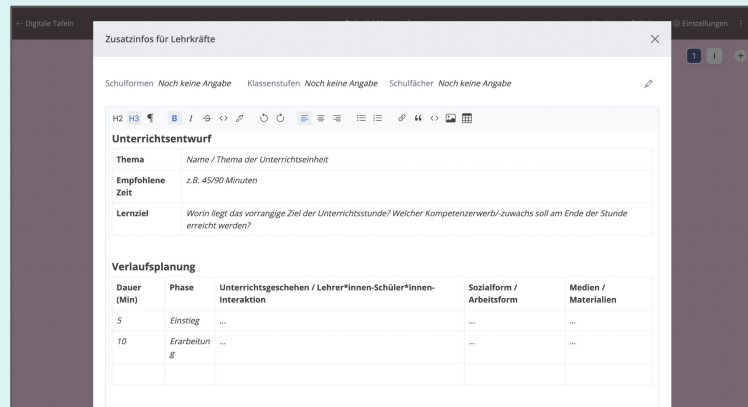 ← Digitale Tafeln
Einstellungen
Zusatzinfos für Lehrkräfte
1 i
Schulformen Noch keine Angabe Klassenstufen Noch keine Angabe Schulfächer Noch keine Angabe
H2 H3 ¶ B I S <> “ <>
Unterrichtsentwurf
Thema Name / Thema der Unterrichtseinheit
Empfohlene z.B. 45/90 Minuten
Zeit
Lernziel Worin liegt das vorrangige Ziel der Unterrichtsstunde? Welcher Kompetenzerwerb/-zuwachs soll am Ende der Stunde
erreicht werden?
Verlaufsplanung
Dauer Phase Unterrichtsgeschehen / Lehrer*innen-Schüler*innen- Sozialform / Medien /
(Min) Interaktion Arbeitsform Materialien
5 Einstieg ... ... ...
10 Erarbeitun ... ... ...
g